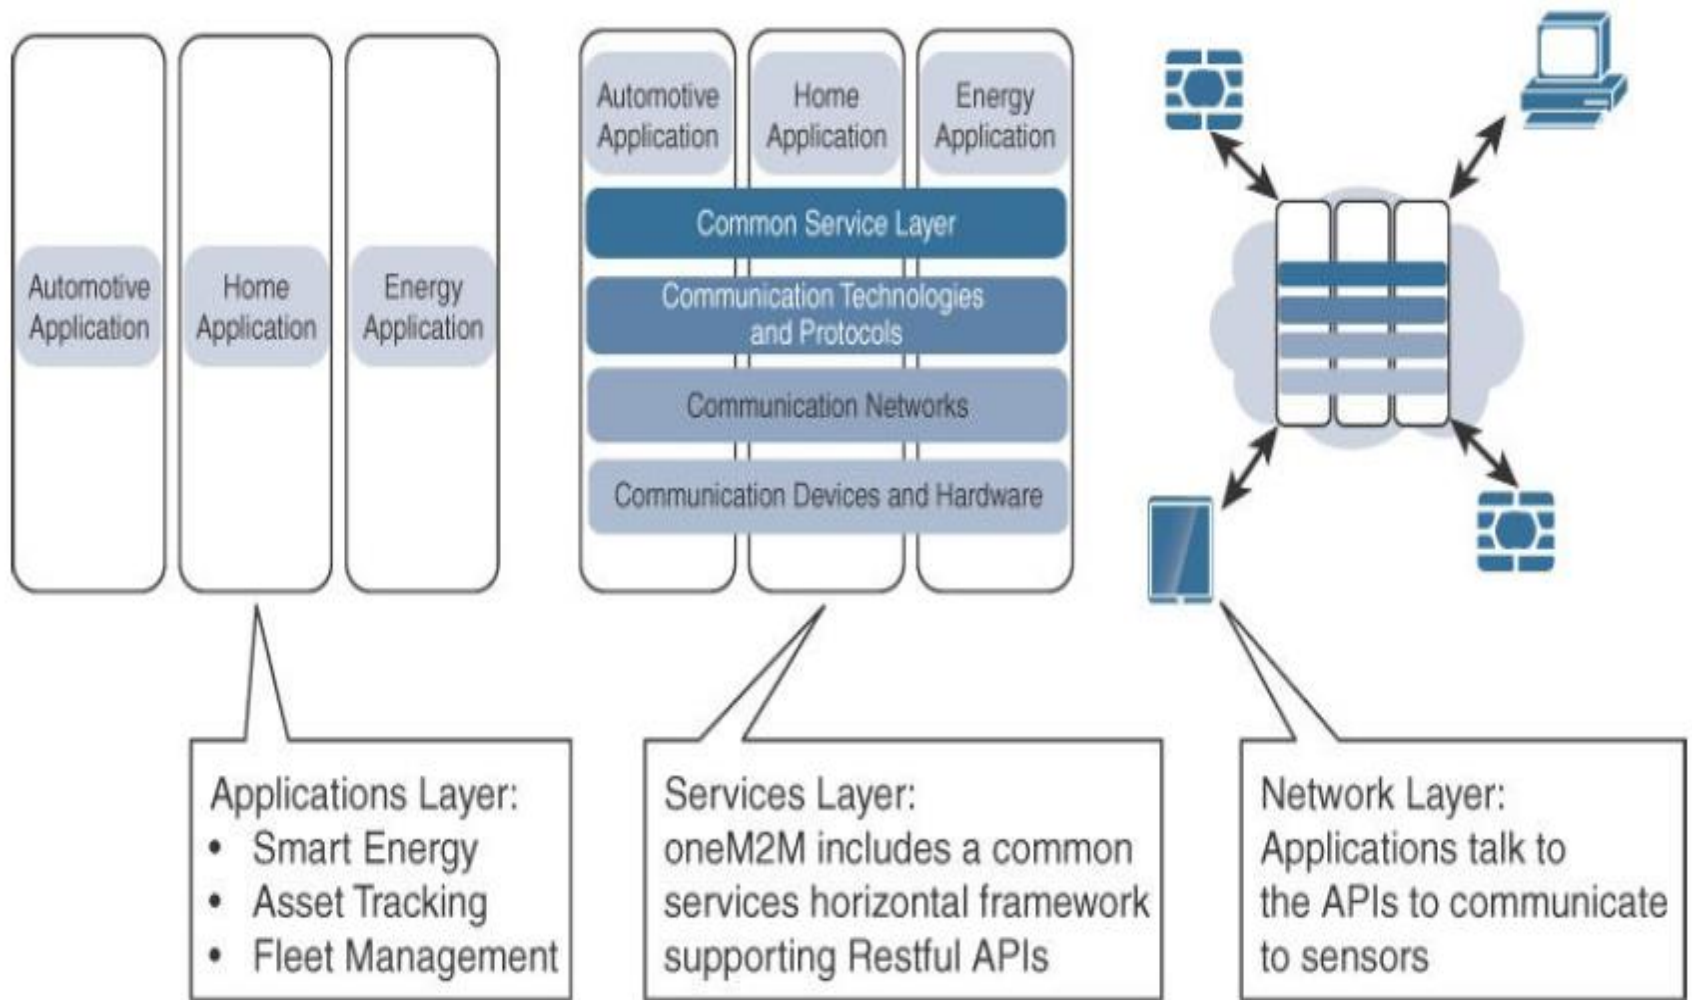 Automotive
Application
Home
Application
Energy
Application
Automotive
Application
Home
Application
Energy
Application
Common Service Layer
Communication Technologies
and Protocols
Communication Networks
Communication Devices and Hardware
Applications Layer:
• Smart Energy
• Asset Tracking
• Fleet Management
Services Layer:
oneM2M includes a common
services horizontal framework
supporting Restful APIs
Network Layer:
Applications talk to
the APIs to communicate
to sensors